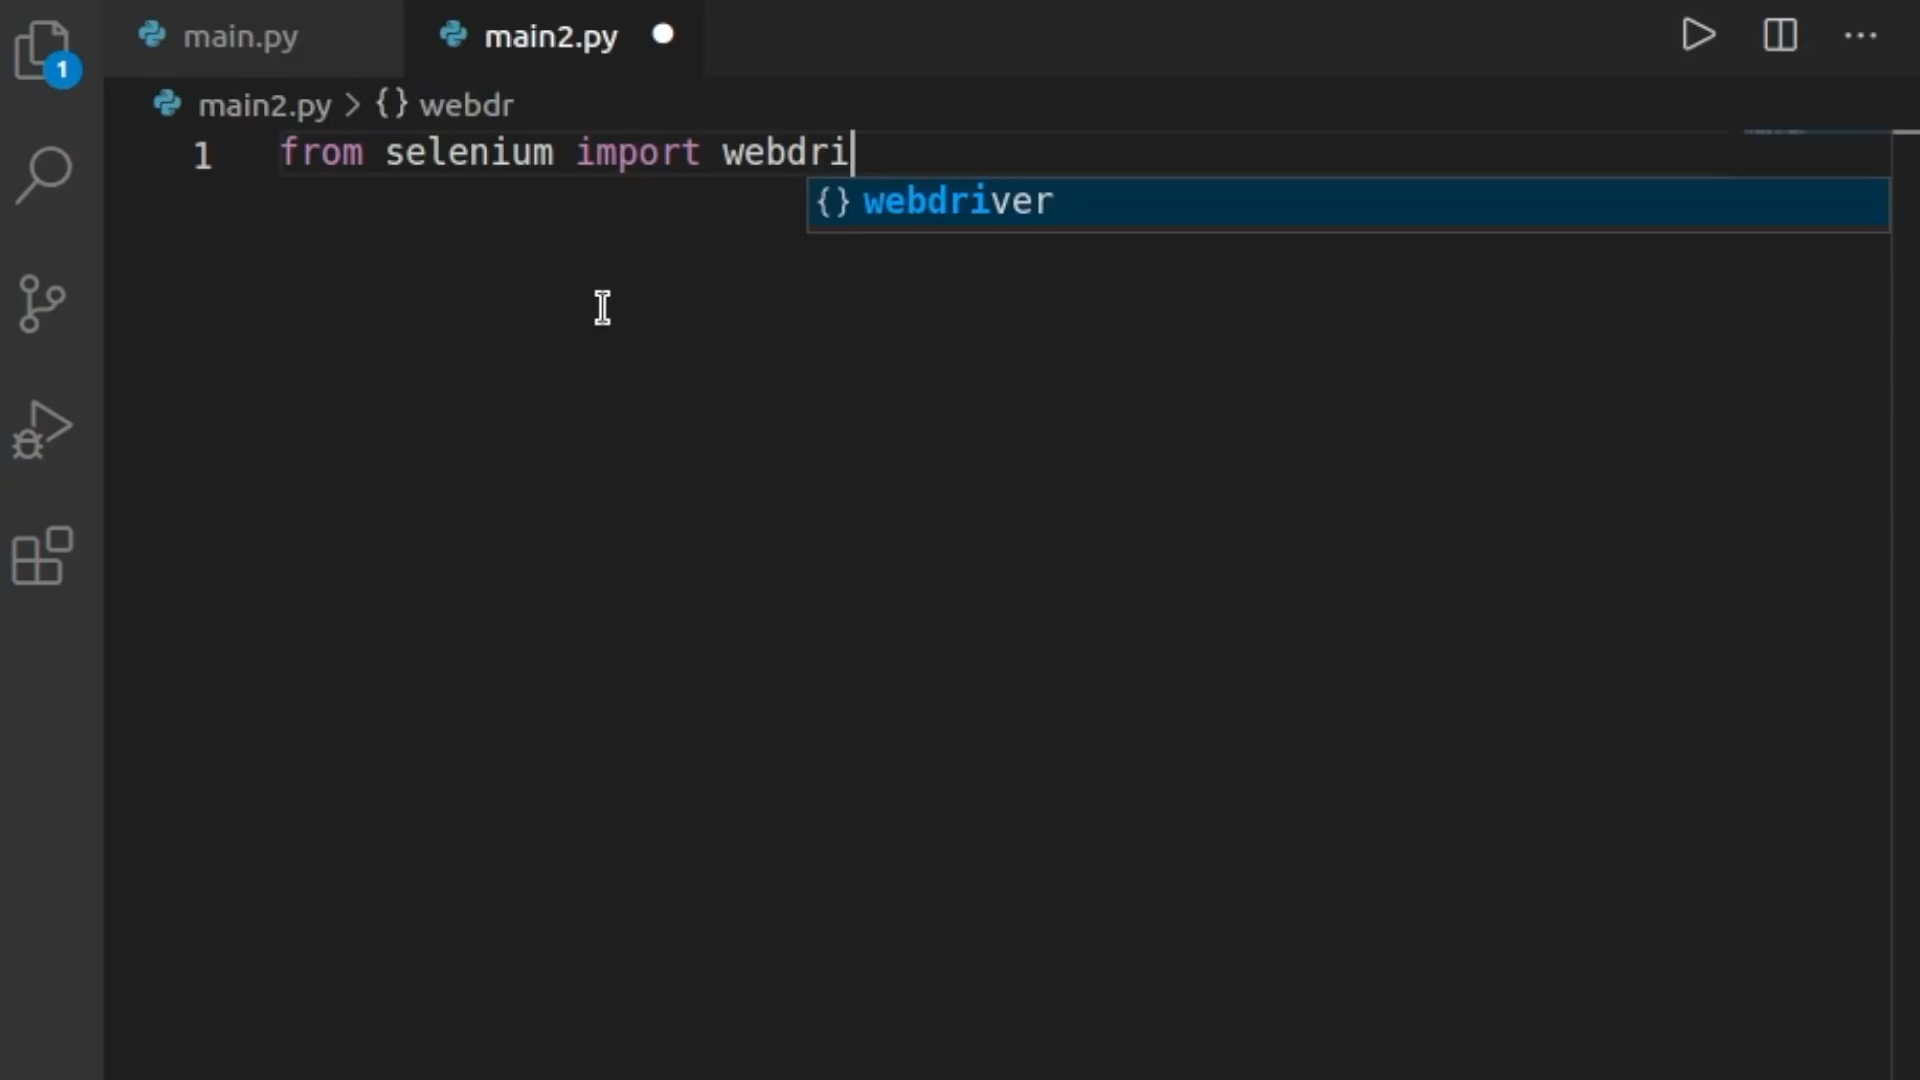 main.py
main2.py
1
main2.py > {} webdr
1 from selenium import webdri
{} webdriver